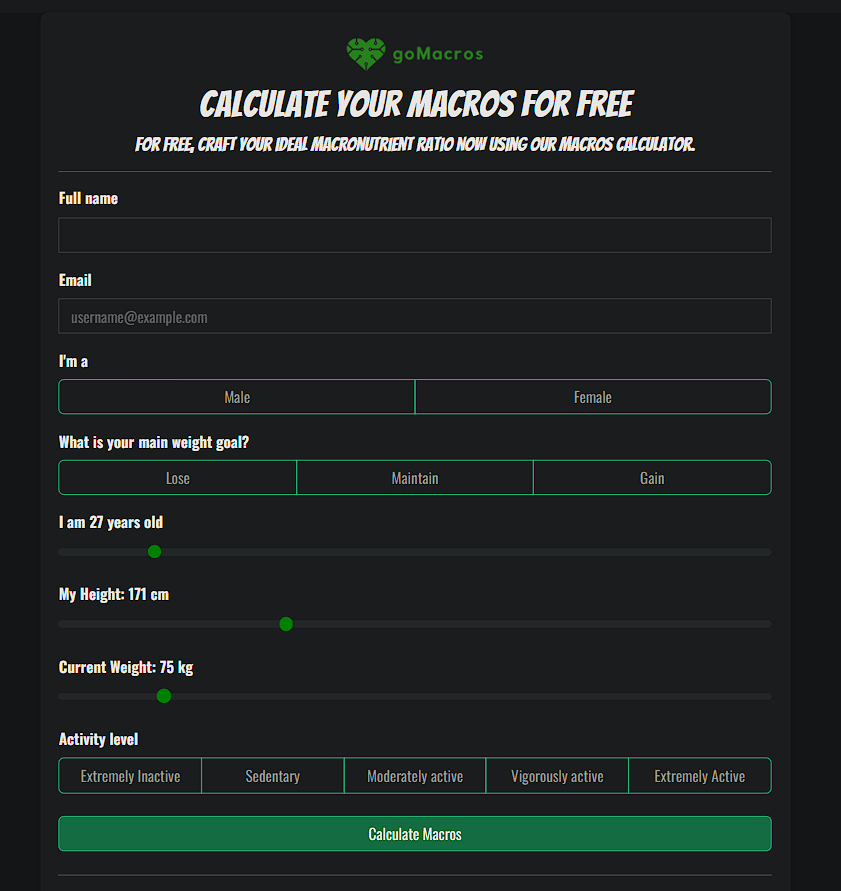 goMacros
CALCULATE YOUR MACROS FOR FREE
FOR FREE, CRAFT YOUR IDEAL MACRONUTRIENT RATIO NOW USING OUR MACROS CALCULATOR.
Full name
Email
username@example.com
I'm a
Male Female
What is your main weight goal?
Lose Maintain Gain
I am 27 years old
My Height: 171 cm
Current Weight: 75 kg
Activity level
Extremely Inactive Sedentary Moderately active Vigorously active Extremely Active
Calculate Macros